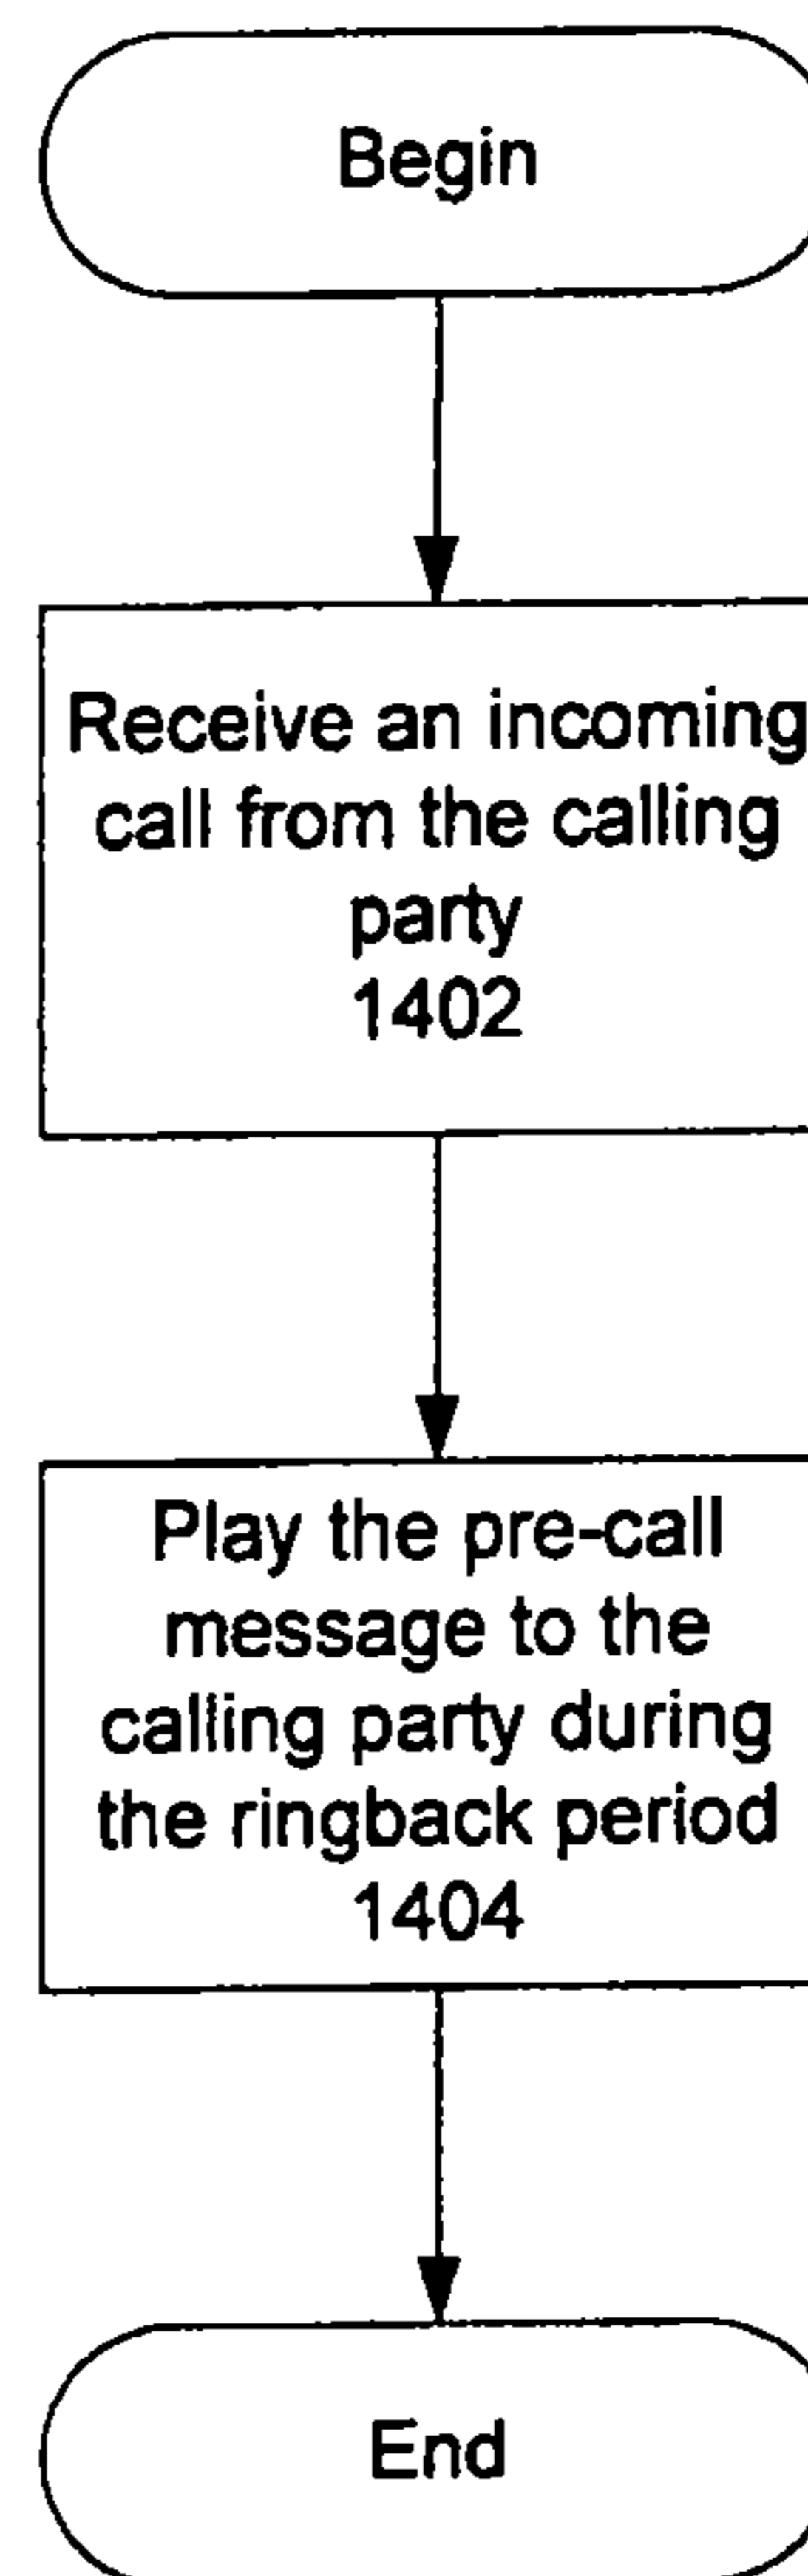 Begin
Receive an incoming
call from the calling
party
1402
Play the pre-call
message to the
calling party during
the ringback period
1404
End